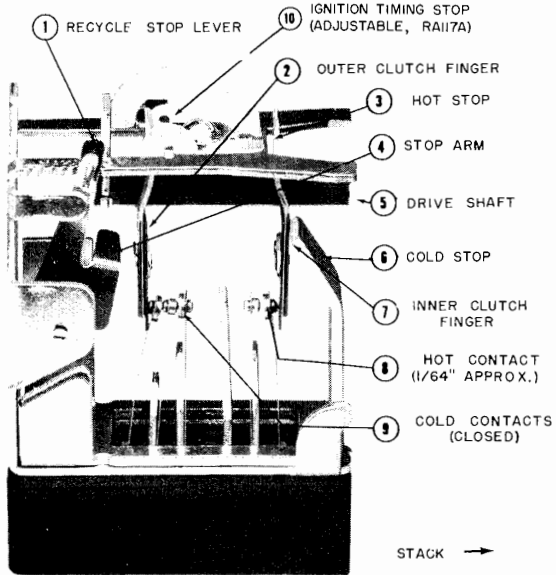 1 RECYCLE STOP LEVER
10 IGNITION TIMING STOP
(ADJUSTABLE, RA117A)
2 OUTER CLUTCH FINGER
3 HOT STOP
4 STOP ARM
5 DRIVE SHAFT
6 COLD STOP
7 INNER CLUTCH
FINGER
8 HOT CONTACT
(1/64" APPROX.)
9 COLD CONTACTS
(CLOSED)
STACK